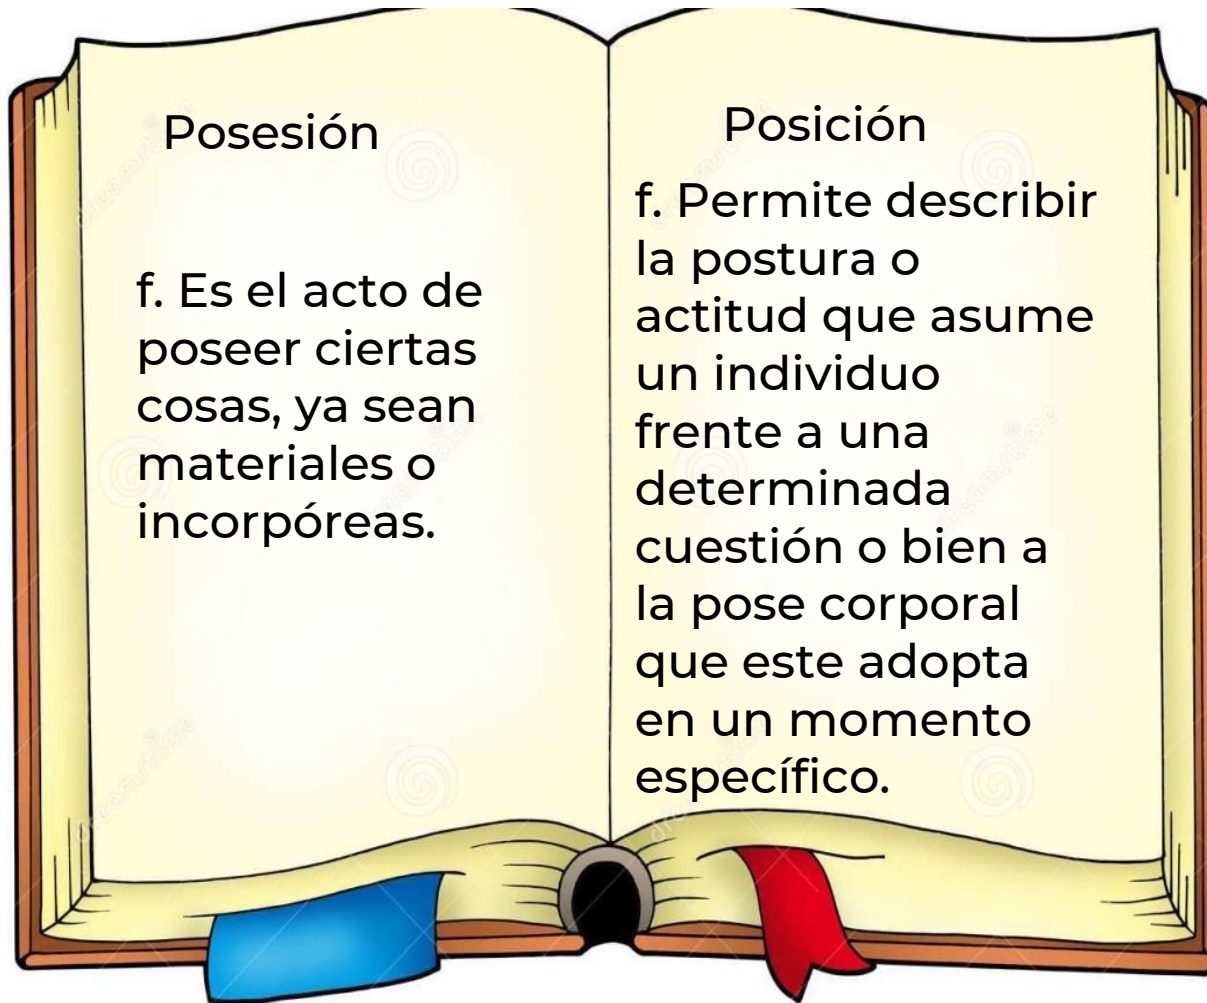 Posesión
f. Es el acto de
poseer ciertas
cosas, ya sean
materiales o
incorpóreas.
Posición
f. Permite describir
la postura o
actitud que asume
un individuo
frente a una
determinada
cuestión o bien a
la pose corporal
que este adopta
en un momento
específico.